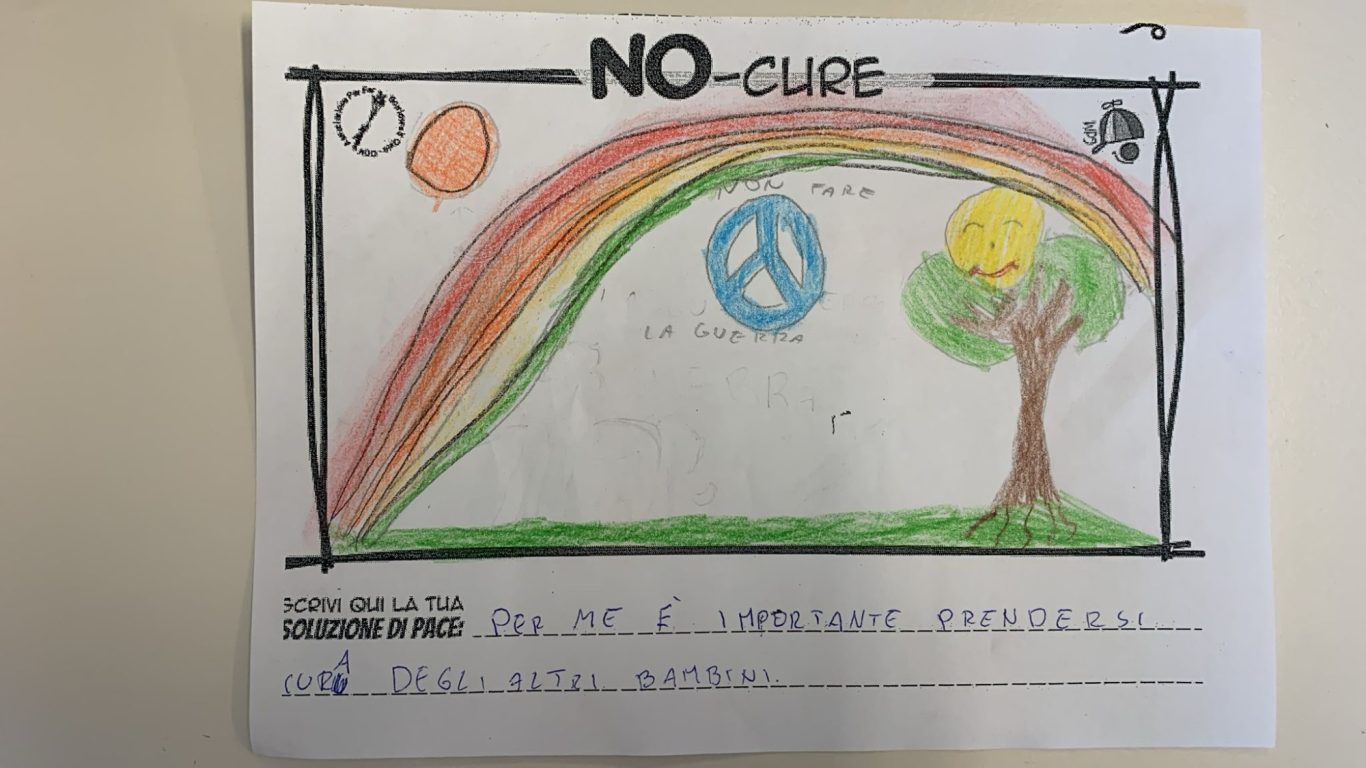 NO-CURE
NON FARE
LA GUERRA
SCRIVI QUI LA TUA
SOLUZIONE DI PACE: PER ME È IMPORTANTE PRENDERSI
CURA DEGLI ALTRI BAMBINI.